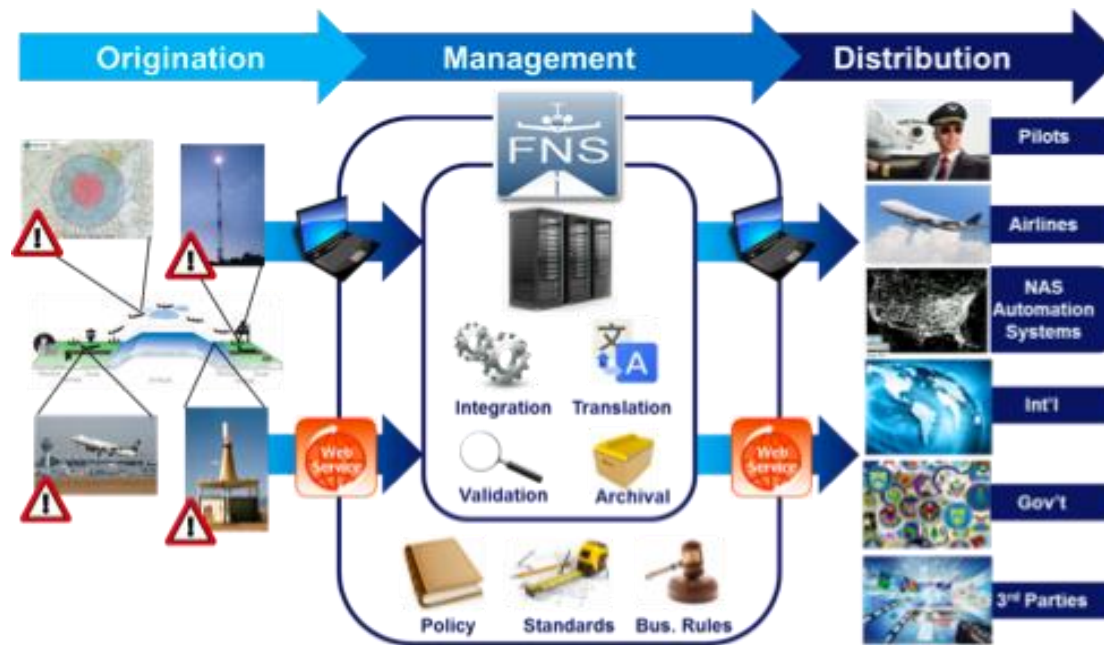 Origination
Management
Distribution
FNS
Pilots
Airlines
NAS
Automation
Systems
Integration
Translation
文
A
Int'l
Web
Service
Web
Service
Validation
Archival
Gov't
Policy
Standards
Bus. Rules
3rd Parties